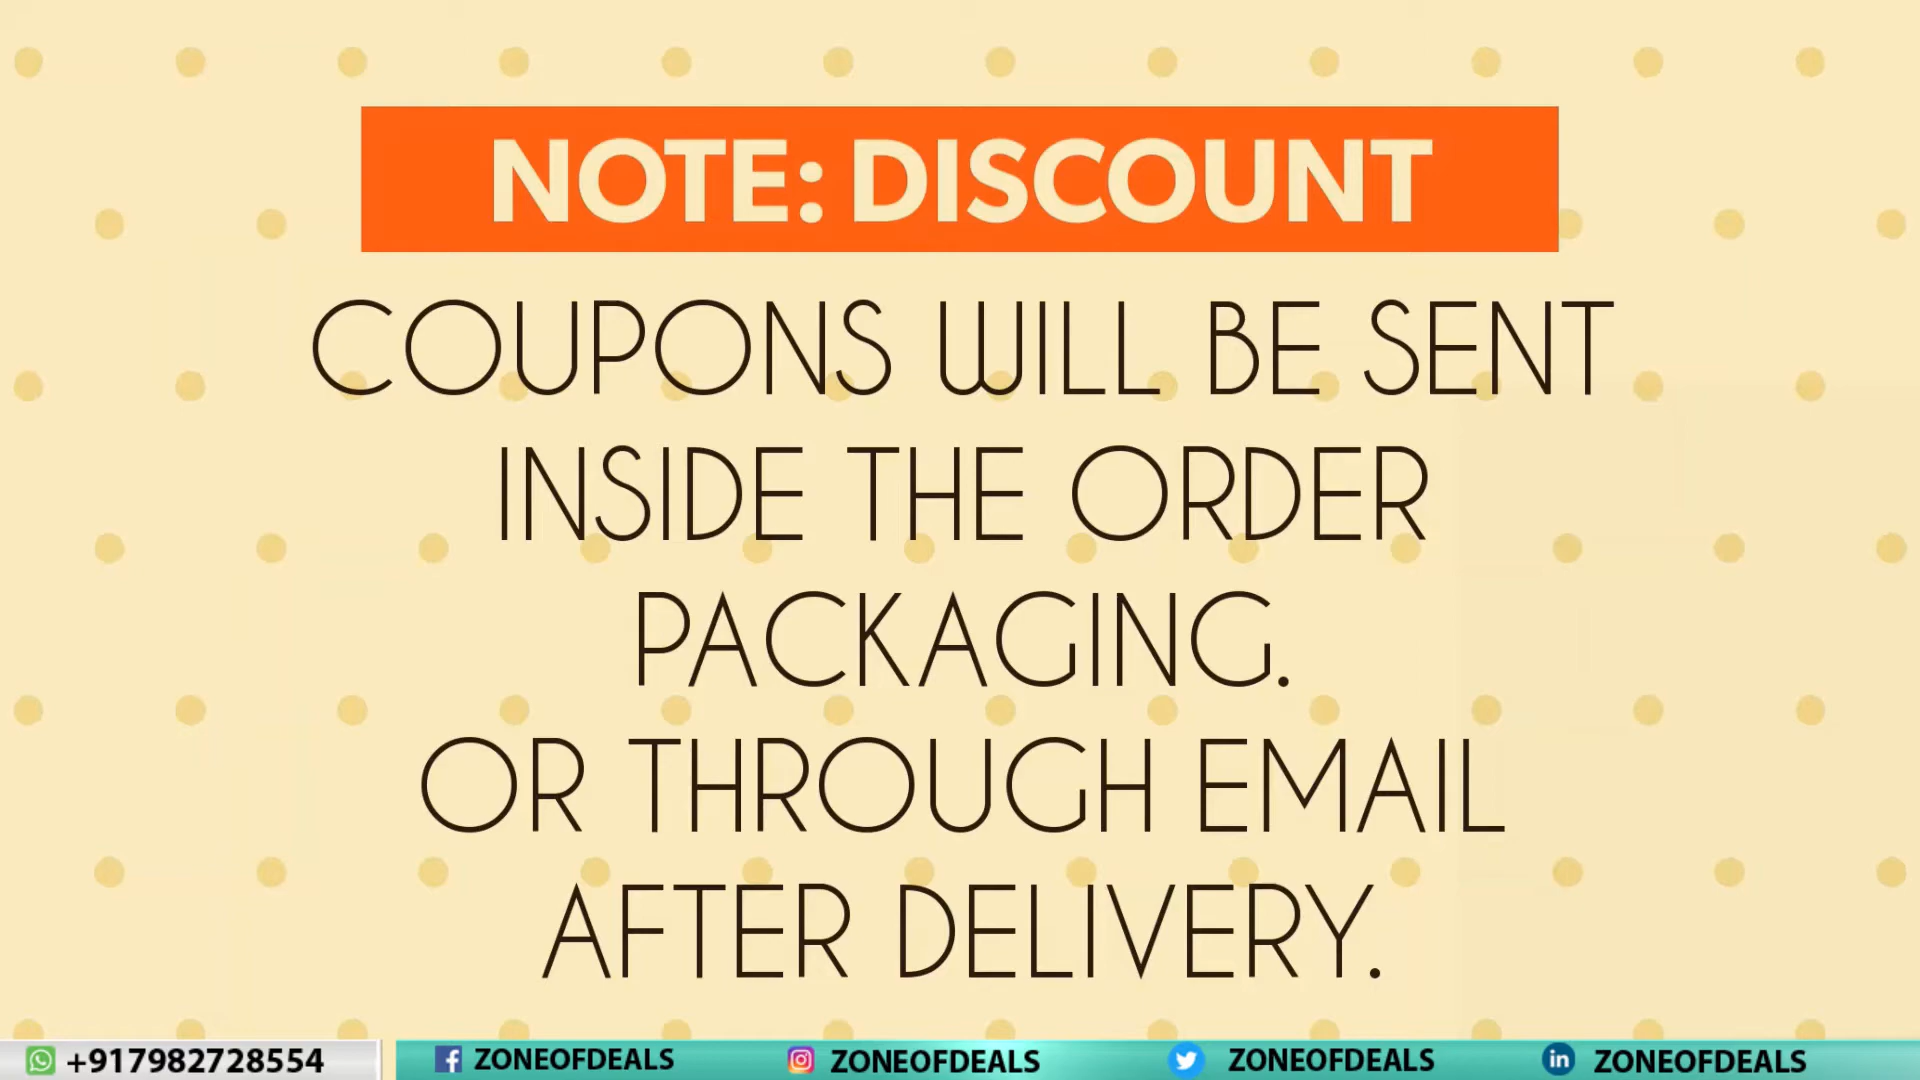 NOTE: DISCOUNT
COUPONS WILL BE SENT
INSIDE THE ORDER
PACKAGING.
OR THROUGH EMAIL
AFTER DELIVERY.
+917982728554 ZONEOFDEALS ZONEOFDEALS ZONEOFDEALS ZONEOFDEALS